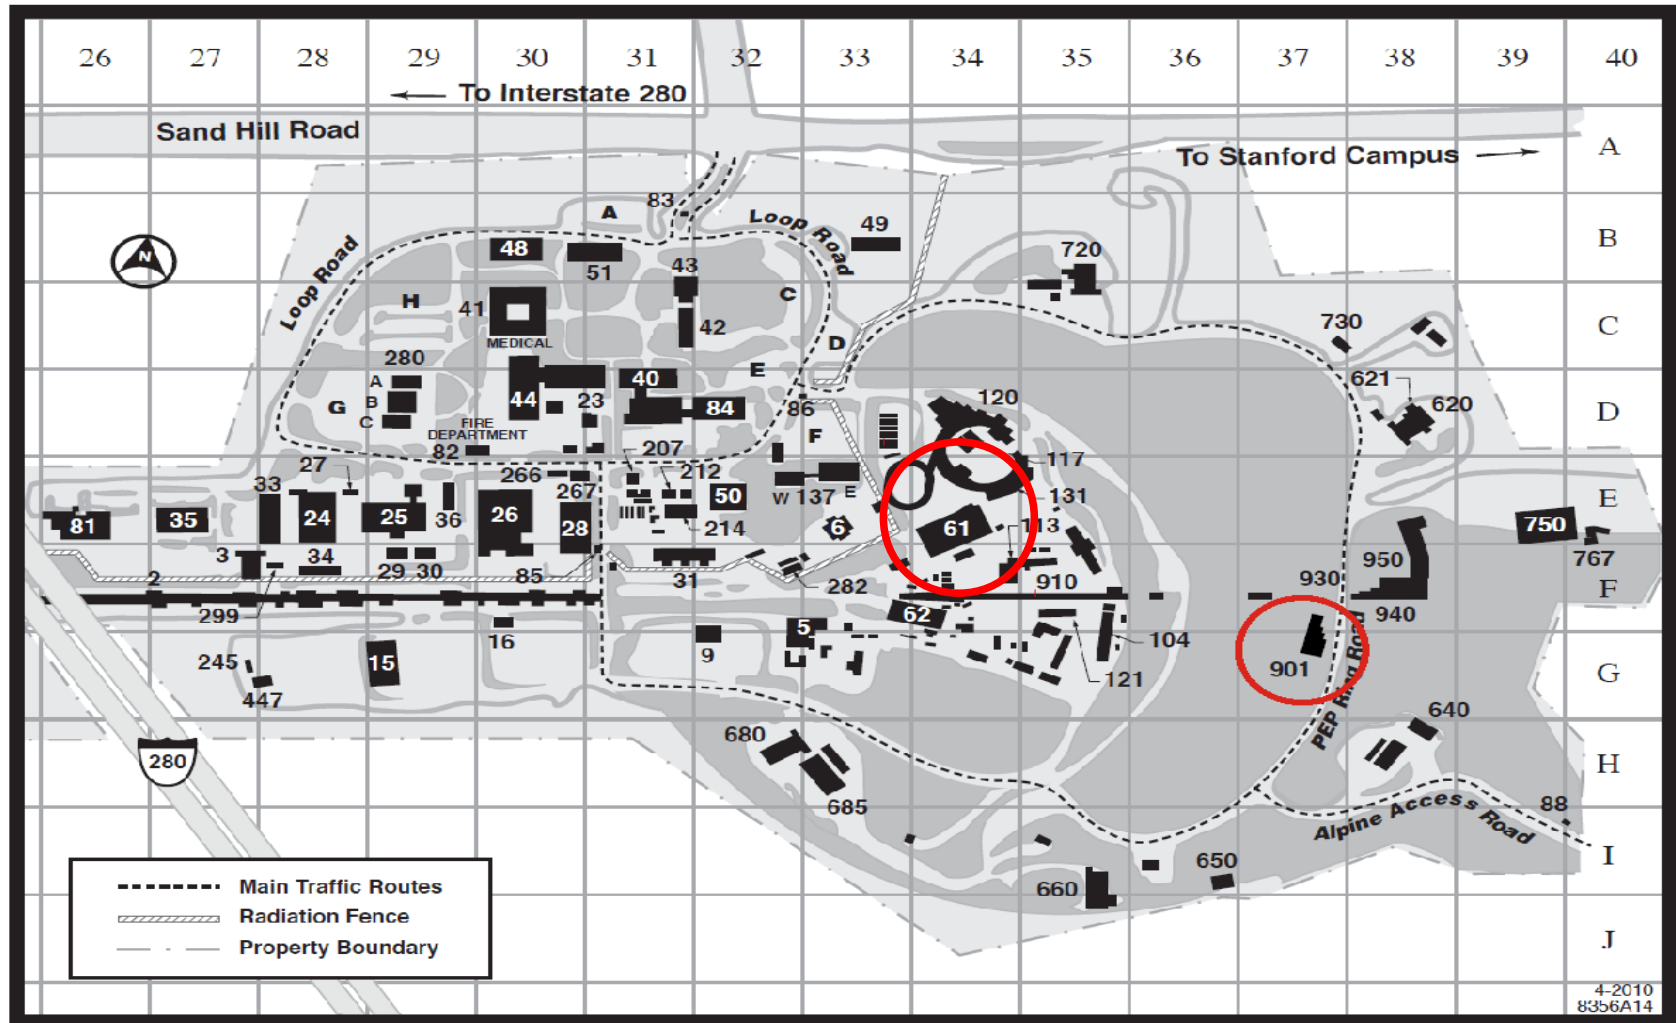 26 27 28 29 30 31 32 33 34 35 36 37 38 39 40
To Interstate 280
Sand Hill Road
To Stanford Campus
A
83
A
Loop Road
49
B
48
51
43
720
Loop Road
H
41
C
42
MEDICAL
D
730
C
280
A
B
C
G
44
23
40
84
E
86
120
621
620
D
FIRE
DEPARTMENT
82
F
207
27
33
266
267
212
117
81
35
24
25
36
26
28
50
W
137
E
131
E
214
6
61
113
750
767
3
34
29
30
85
31
282
910
950
930
940
F
2
299
62
16
5
9
104
121
245
447
15
901
PEP Ring Road
G
680
685
640
H
280
88
Alpine Access Road
660
650
I
Main Traffic Routes
Radiation Fence
Property Boundary
J
4-2010
8356A14
N